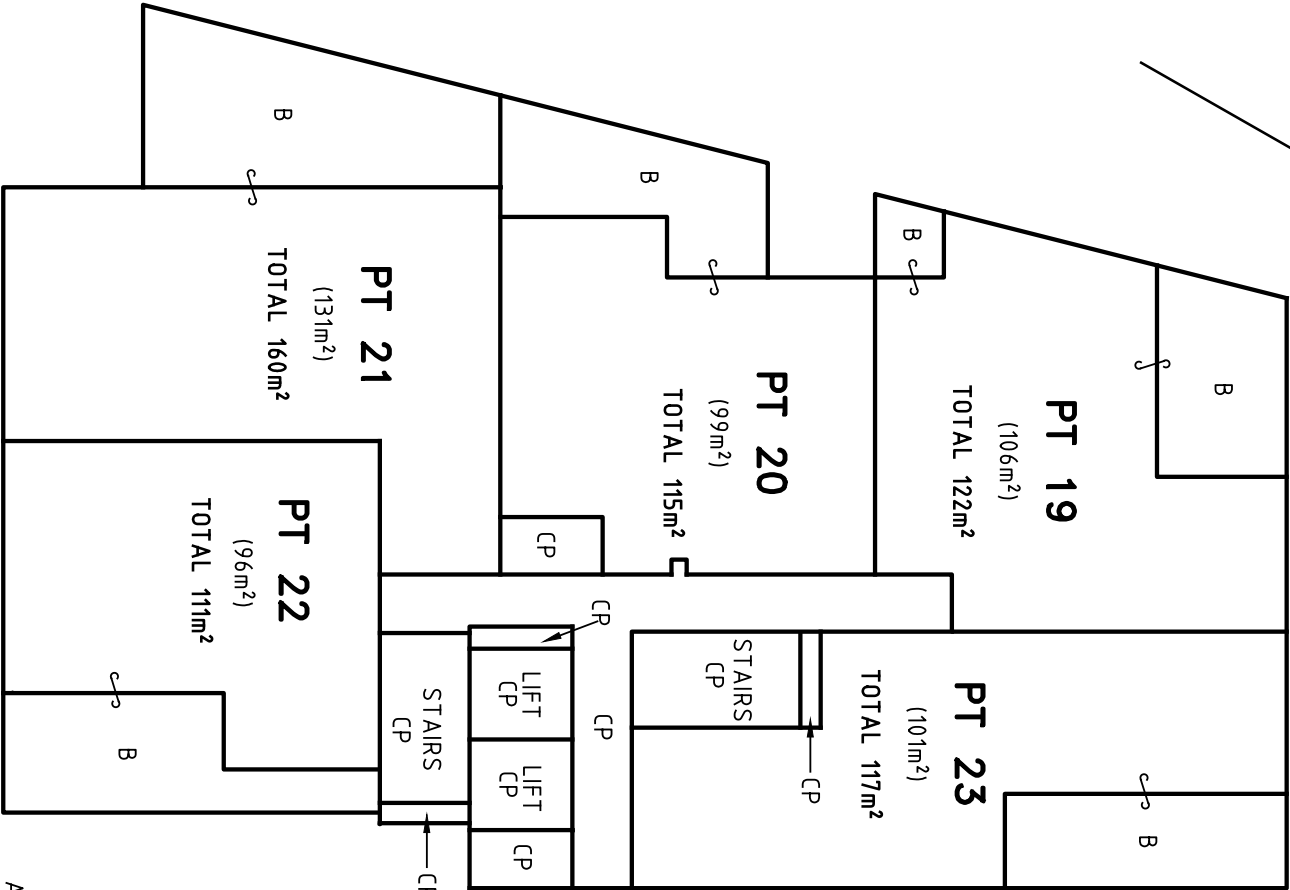 B
PT 21
(131m²)
TOTAL 160m²
B
PT 20
(99m²)
TOTAL 115m²
B
B
PT 19
(106m²)
TOTAL 122m²
PT 22
(96m²)
TOTAL 111m²
B
CP
CP
STAIRS
CP
LIFT
CP
CP
LIFT
CP
CP
STAIRS
CP
CP
PT 23
(101m²)
TOTAL 117m²
B